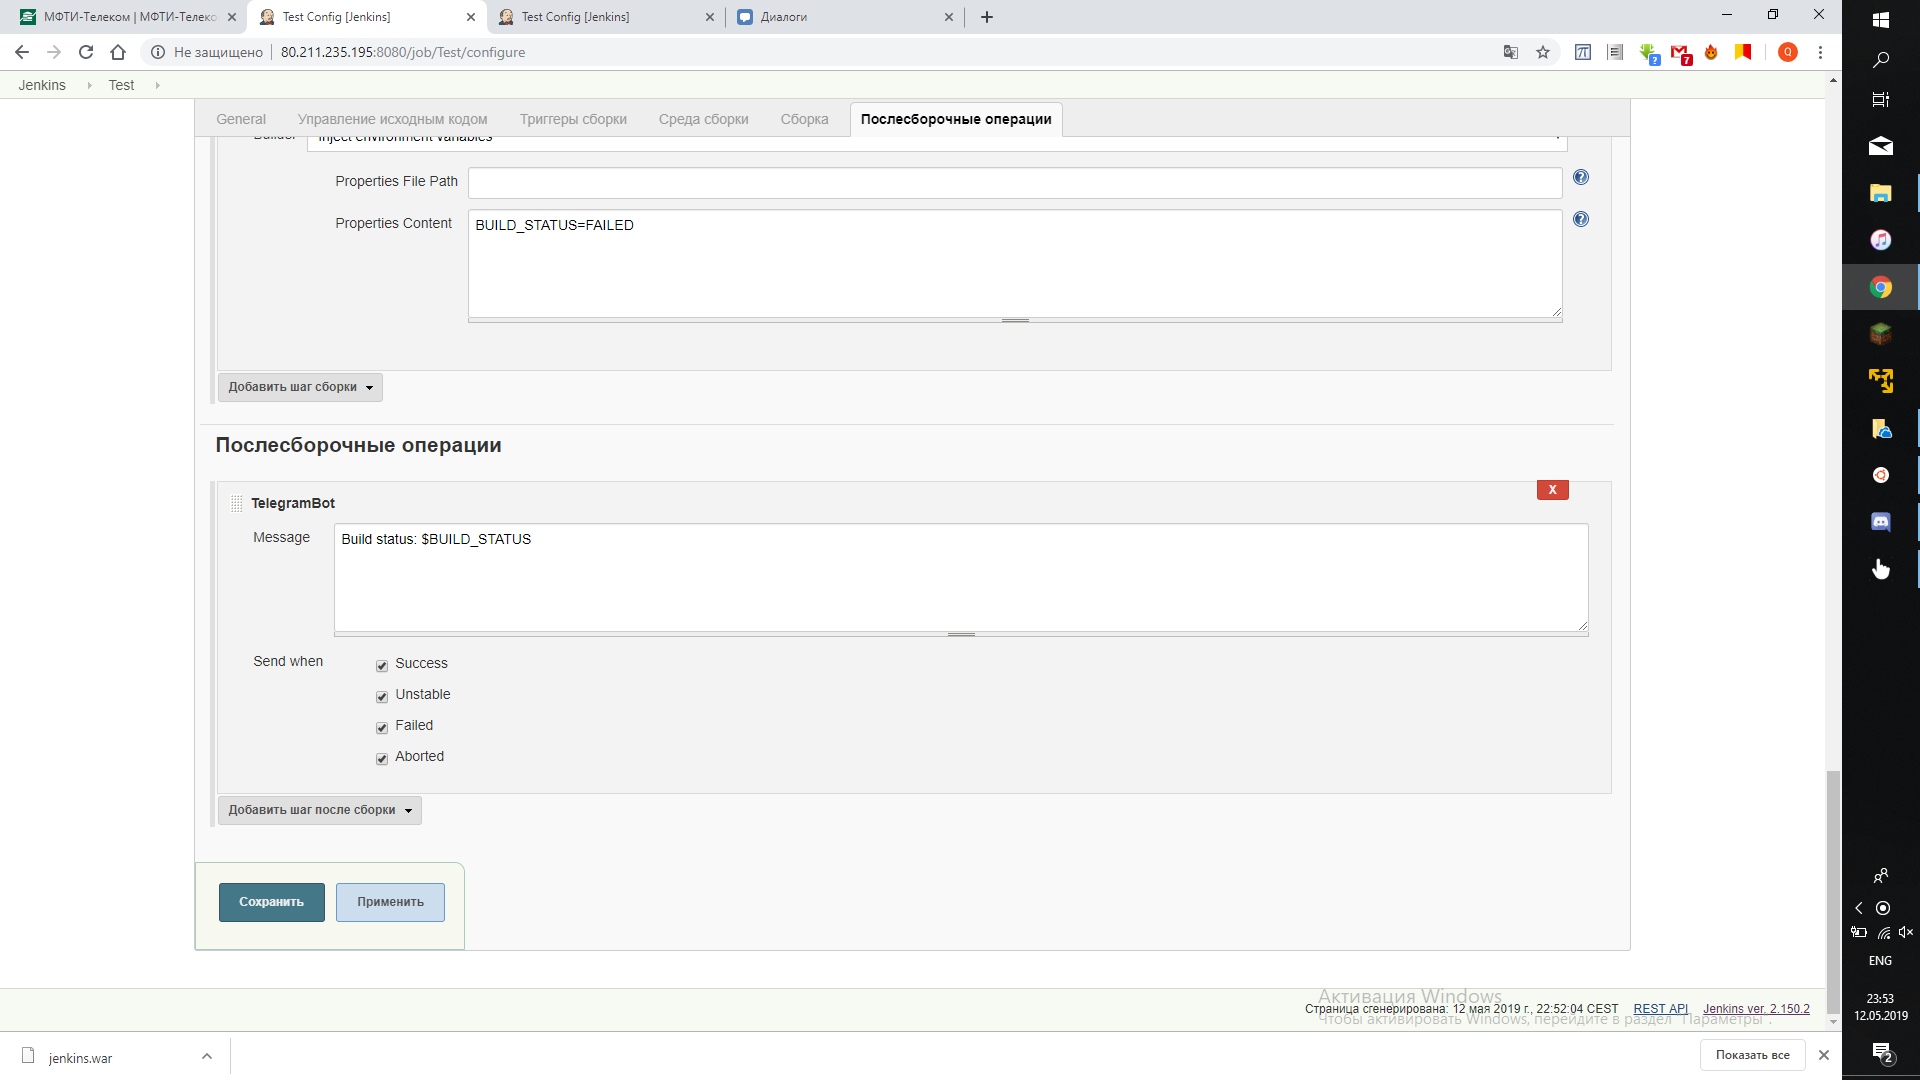 МФТИ-Телеком | МФТИ-Телеко
Test Config [Jenkins]
Test Config [Jenkins]
Диалоги
Не защищено
80.211.235.195:8080/job/Test/configure
Jenkins
Test
General
Управление исходным кодом
Триггеры сборки
Среда сборки
Сборка
Послесборочные операции
Builder
Inject environment variables
Properties File Path
Properties Content
BUILD_STATUS=FAILED
Добавить шаг сборки
Послесборочные операции
TelegramBot
X
Message
Build status: $BUILD_STATUS
Send when
Success
Unstable
Failed
Aborted
Добавить шаг после сборки
Сохранить
Применить
Активация Windows
Чтобы активировать Windows, перейдите в раздел "Параметры".
Страница сгенерирована: 12 мая 2019 г., 22:52:04 CEST
REST API
Jenkins ver. 2.150.2
jenkins.war
Показать все
ENG
23:53
12.05.2019
2
7
Q